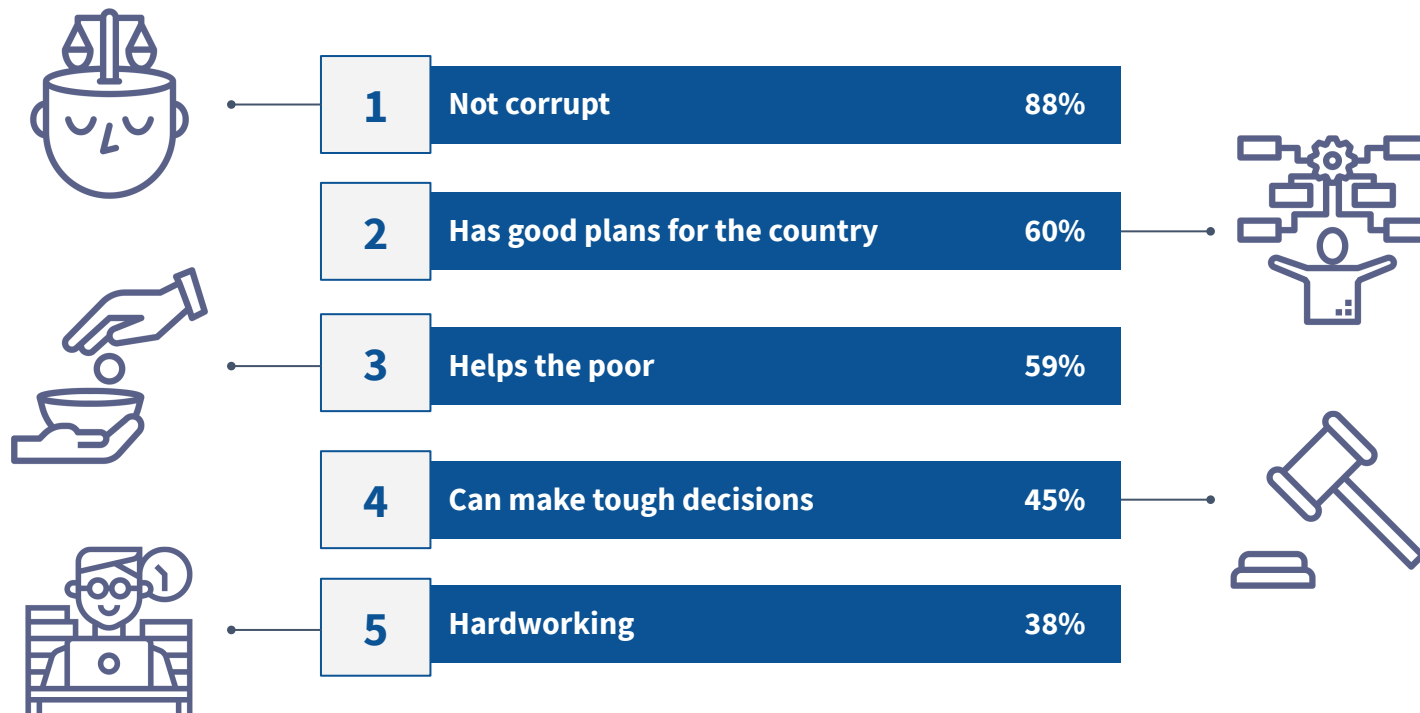 1 Not corrupt 88%
2 Has good plans for the country 60%
3 Helps the poor 59%
4 Can make tough decisions 45%
5 Hardworking 38%